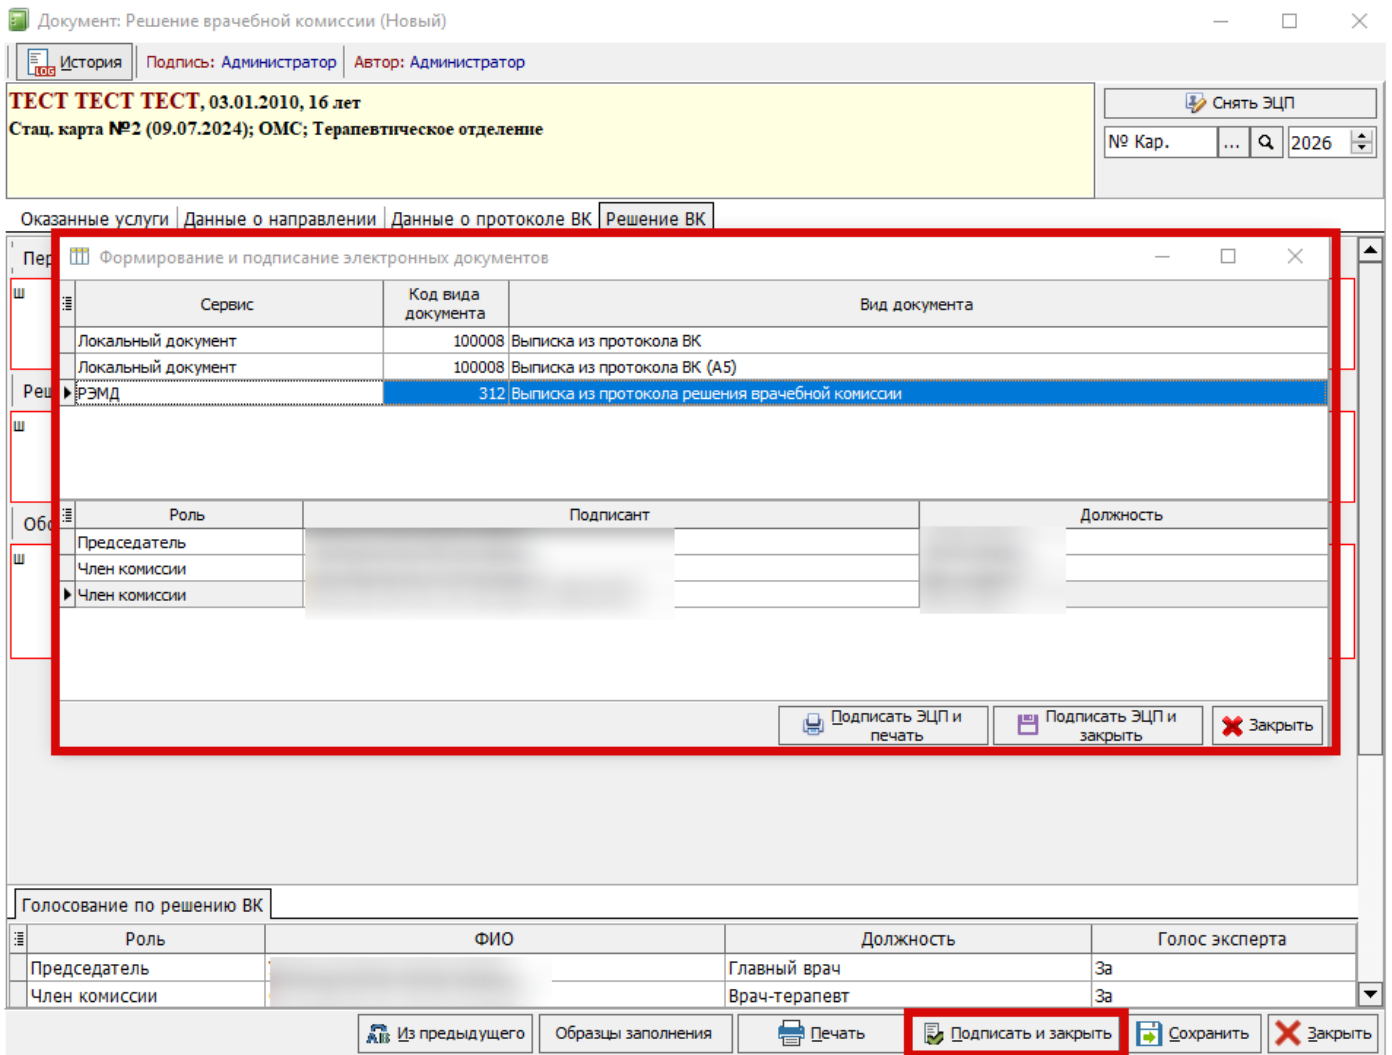 Документ: Решение врачебной комиссии (Новый)
История Подпись: Администратор Автор: Администратор
ТЕСТ ТЕСТ ТЕСТ, 03.01.2010, 16 лет
Стац. карта №2 (09.07.2024); ОМС; Терапевтическое отделение
Снять ЭЦП
№ Кар. ... 2026
Оказанные услуги Данные о направлении Данные о протоколе ВК Решение ВК
Пер
Формирование и подписание электронных документов
ш
Сервис Код вида документа Вид документа
Локальный документ 100008 Выписка из протокола ВК
Локальный документ 100008 Выписка из протокола ВК (А5)
Реш
РЭМД 312 Выписка из протокола решения врачебной комиссии
ш
Обо
Роль Подписант Должность
Председатель
ш
Член комиссии
Член комиссии
Подписать ЭЦП и печать
Подписать ЭЦП и закрыть
Закрыть
Голосование по решению ВК
Роль ФИО Должность Голос эксперта
Председатель Главный врач За
Член комиссии Врач-терапевт За
Из предыдущего Образцы заполнения Печать Подписать и закрыть Сохранить Закрыть